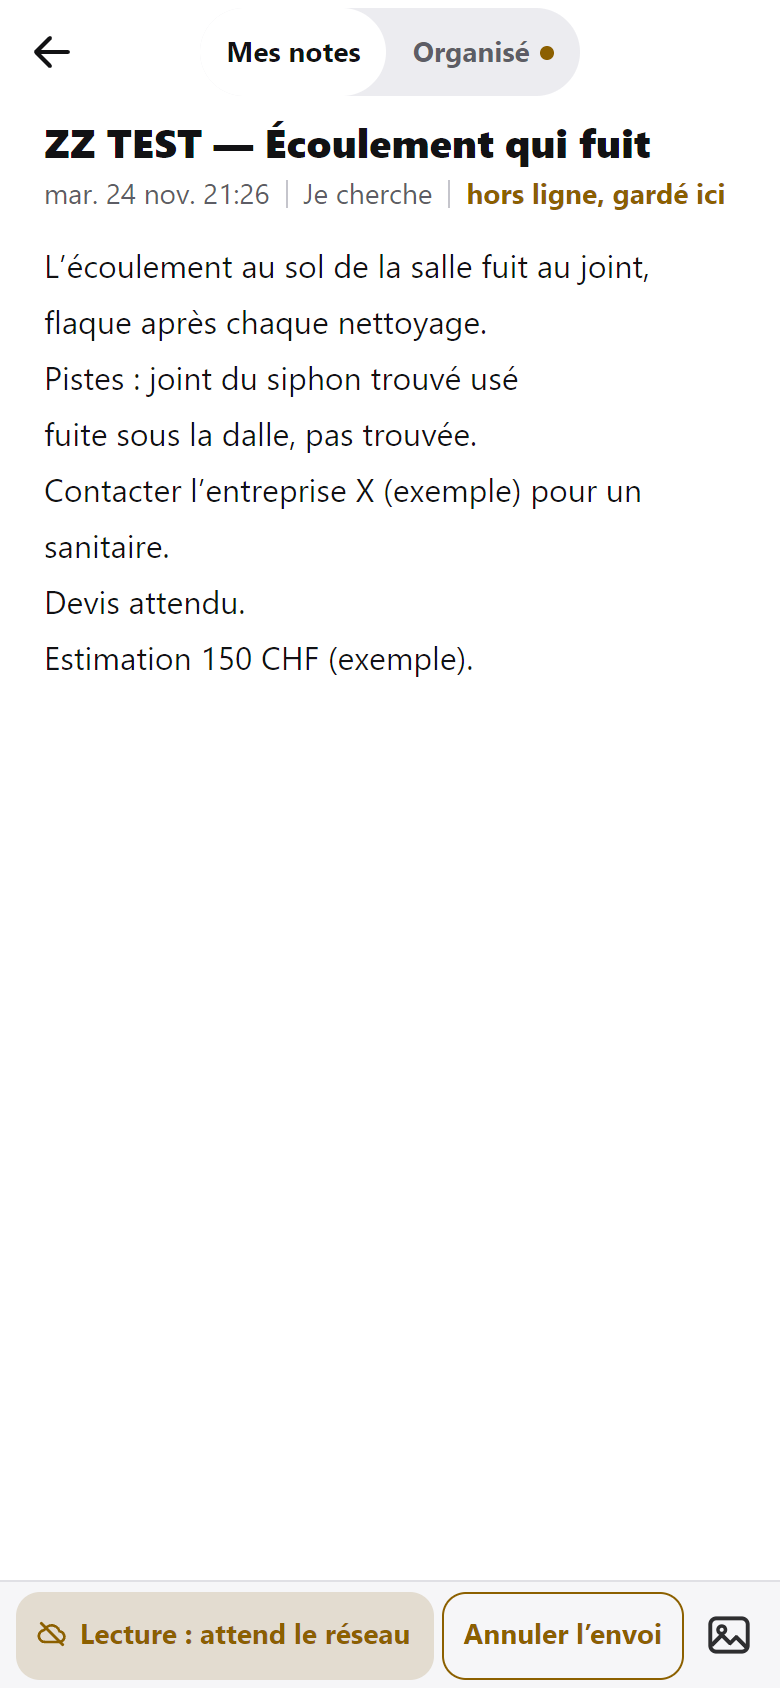 Mes notes Organisé
ZZ TEST — Écoulement qui fuit
mar. 24 nov. 21:26 Je cherche hors ligne, gardé ici
L’écoulement au sol de la salle fuit au joint,
flaque après chaque nettoyage.
Pistes : joint du siphon trouvé usé
fuite sous la dalle, pas trouvée.
Contacter l’entreprise X (exemple) pour un
sanitaire.
Devis attendu.
Estimation 150 CHF (exemple).
Lecture : attend le réseau Annuler l’envoi